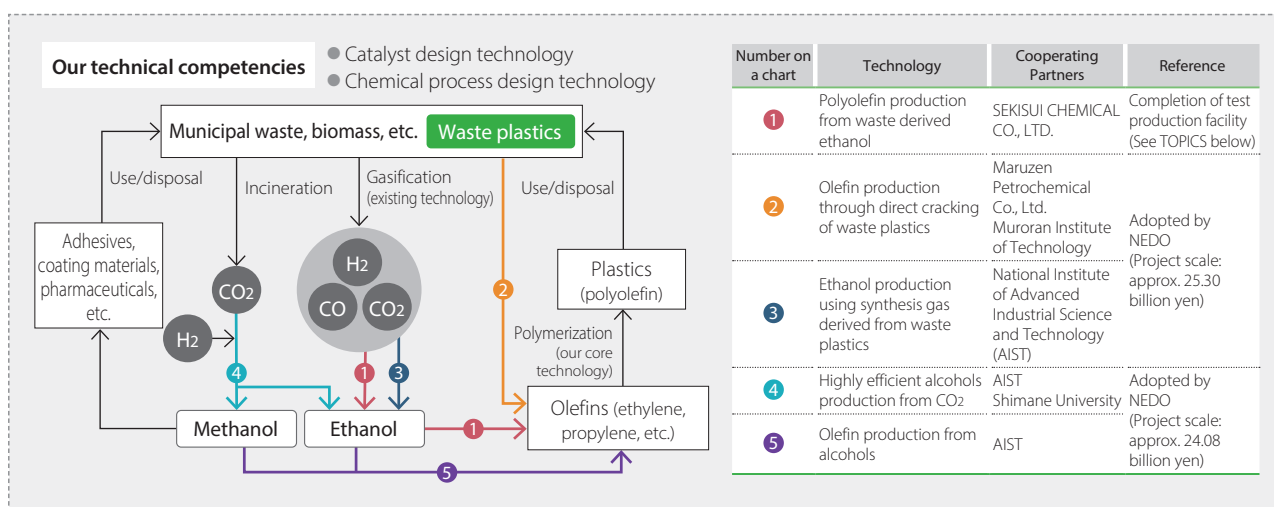 Our technical competencies
● Catalyst design technology
● Chemical process design technology
Municipal waste, biomass, etc.
Waste plastics
Use/disposal
Incineration
Gasification
(existing technology)
Use/disposal
Adhesives,
coating materials,
pharmaceuticals,
etc.
CO2
H2
H2
CO
CO2
2
Plastics
(polyolefin)
Polymerization
(our core
technology)
4
1
3
Methanol
Ethanol
1
Olefins (ethylene,
propylene, etc.)
5
Number on
a chart
Technology
Cooperating
Partners
Reference
1
Polyolefin production
from waste derived
ethanol
SEKISUI CHEMICAL
CO., LTD.
Completion of test
production facility
(See TOPICS below)
2
Olefin production
through direct cracking
of waste plastics
Maruzen
Petrochemical
Co., Ltd.
Muroran Institute
of Technology
Adopted by
NEDO
(Project scale:
approx. 25.30
billion yen)
3
Ethanol production
using synthesis gas
derived from waste
plastics
National Institute
of Advanced
Industrial Science
and Technology
(AIST)
4
Highly efficient alcohols
production from CO2
AIST
Shimane University
Adopted by
NEDO
(Project scale:
approx. 24.08
billion yen)
5
Olefin production from
alcohols
AIST